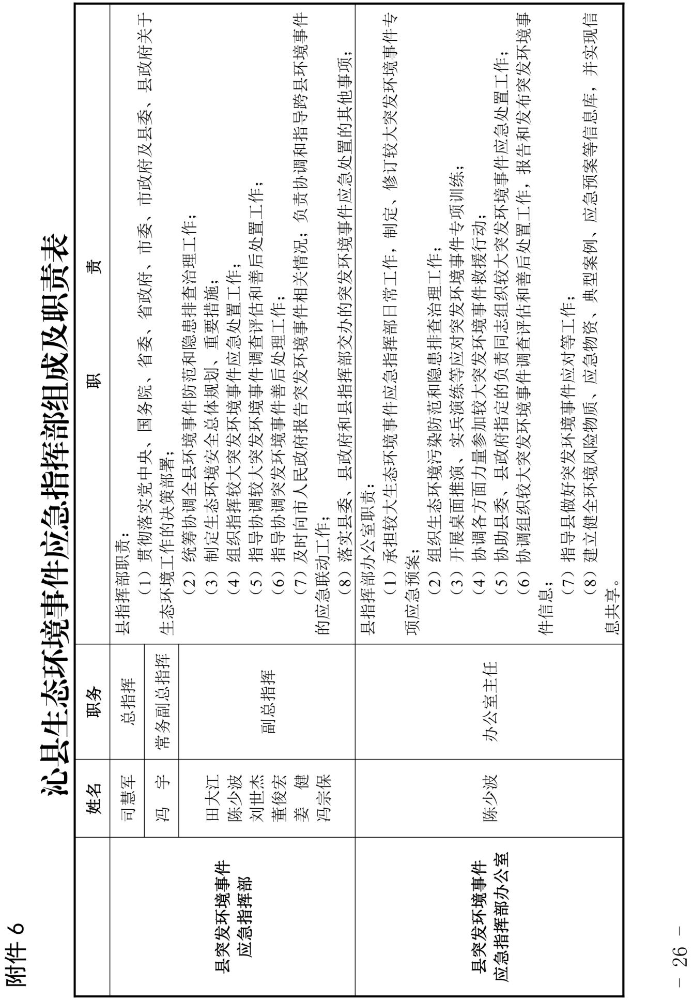 附件 6
沁县生态环境事件应急指挥部组成及职责表
姓名 职务 职 责
县突发环境事件
应急指挥部
司慧军 总指挥
冯 宇 常务副总指挥
田大江
陈少波
刘世杰
董俊宏
姜 健
冯宗保
副总指挥
县指挥部职责：
（1）贯彻落实党中央、国务院、省委、省政府、市委、市政府及县委、县政府关于
生态环境工作的决策部署；
（2）统筹协调全县环境事件防范和隐患排查治理工作；
（3）制定生态环境安全总体规划、重要措施；
（4）组织指挥较大突发环境事件应急处置工作；
（5）指导协调较大突发环境事件调查评估和善后处置工作；
（6）指导协调突发环境事件善后处理工作；
（7）及时向市人民政府报告突发环境事件相关情况；负责协调和指导跨县环境事件
的应急联动工作；
（8）落实县委、县政府和县指挥部交办的突发环境事件应急处置的其他事项；
县突发环境事件
应急指挥部办公室
陈少波 办公室主任
县指挥部办公室职责：
（1）承担较大生态环境事件应急指挥部日常工作，制定、修订较大突发环境事件专
项应急预案；
（2）组织生态环境污染防范和隐患排查治理工作；
（3）开展桌面推演、实兵演练等应对突发环境事件专项训练；
（4）协调各方面力量参加较大突发环境事件救援行动；
（5）协助县委、县政府指定的负责同志组织较大突发环境事件应急处置工作；
（6）协调组织较大突发环境事件调查评估和善后处置工作，报告和发布突发环境事
件信息；
（7）指导县做好突发环境事件应对等工作；
（8）建立健全环境风险物质、应急物资、典型案例、应急预案等信息库，并实现信
息共享。
– 26 –